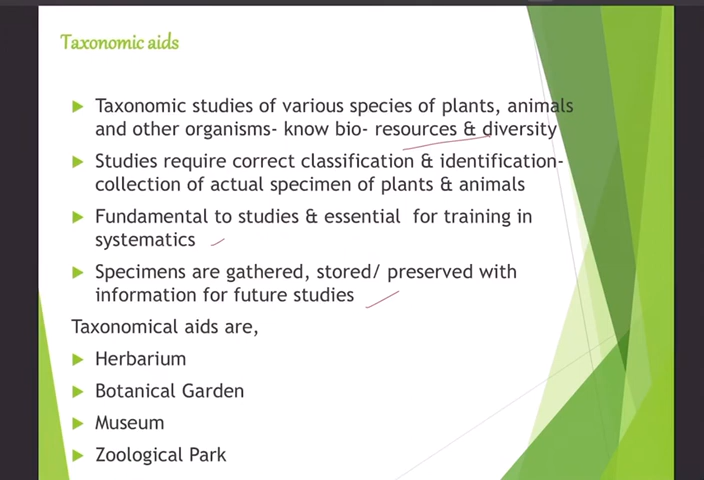 Taxonomic aids
Taxonomic studies of various species of plants, animals
and other organisms- know bio- resources & diversity
Studies require correct classification & identification-
collection of actual specimen of plants & animals
Fundamental to studies & essential for training in
systematics
Specimens are gathered, stored/ preserved with
information for future studies
Taxonomical aids are,
Herbarium
Botanical Garden
Museum
Zoological Park